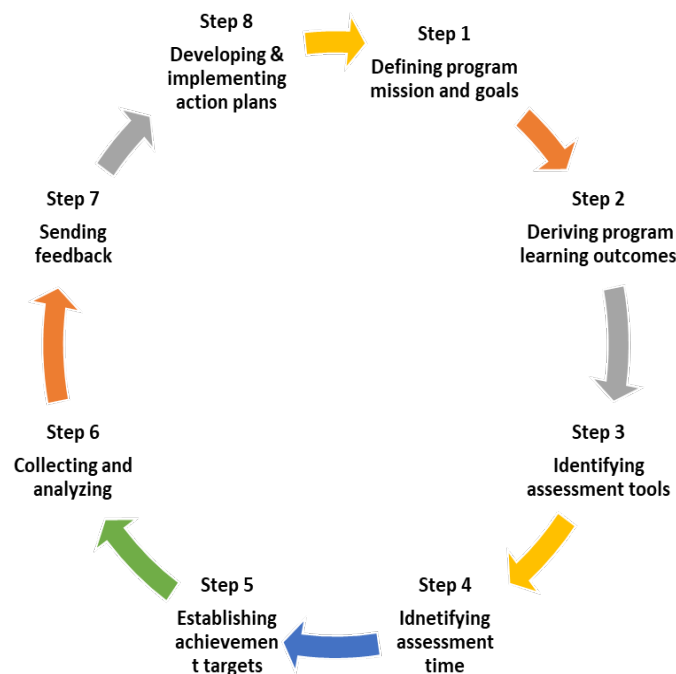 Step 1
Defining program
mission and goals
Step 2
Deriving program
learning outcomes
Step 3
Identifying
assessment tools
Step 4
Idnetifying
assessment
time
Step 5
Establishing
achievemen
t targets
Step 6
Collecting and
analyzing
Step 7
Sending
feedback
Step 8
Developing &
implementing
action plans